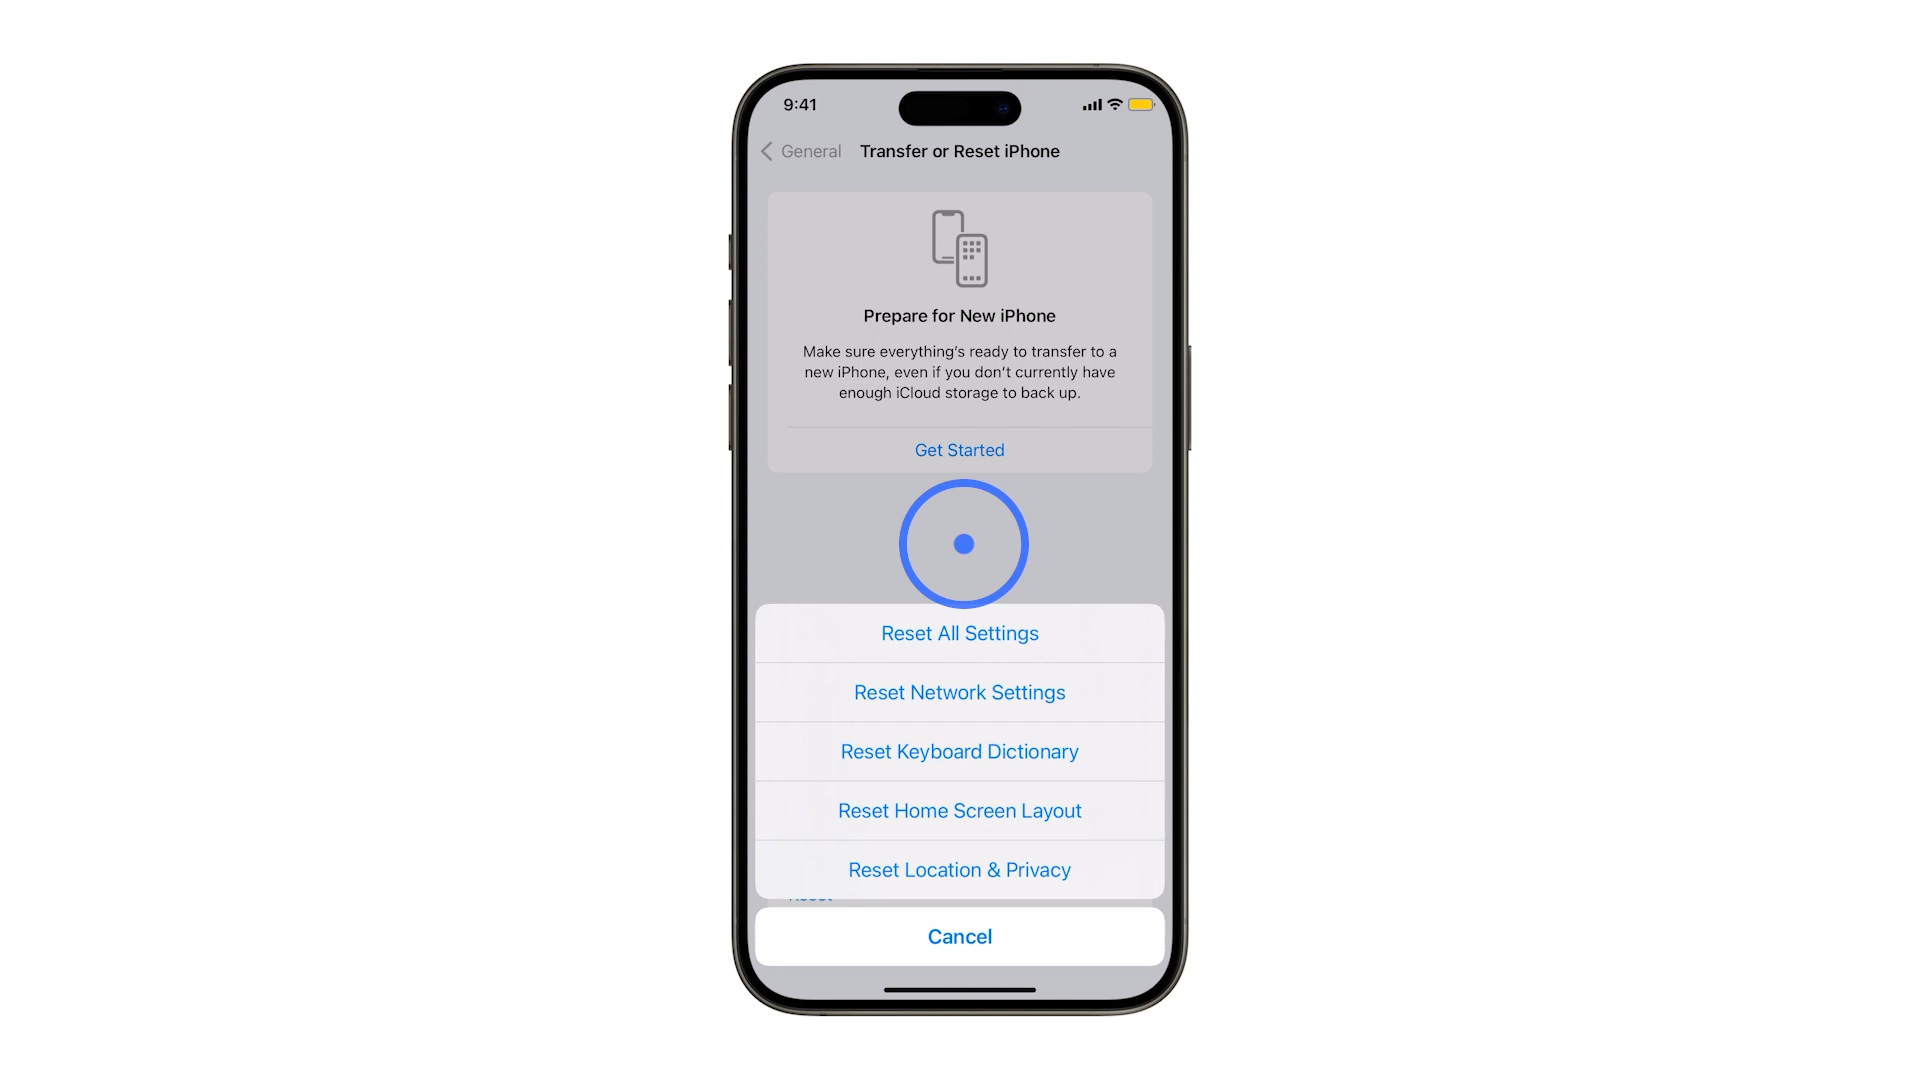 9:41
General
Transfer or Reset iPhone
Prepare for New iPhone
Make sure everything's ready to transfer to a
new iPhone, even if you don't currently have
enough iCloud storage to back up.
Get Started
Reset All Settings
Reset Network Settings
Reset Keyboard Dictionary
Reset Home Screen Layout
Reset Location & Privacy
Cancel